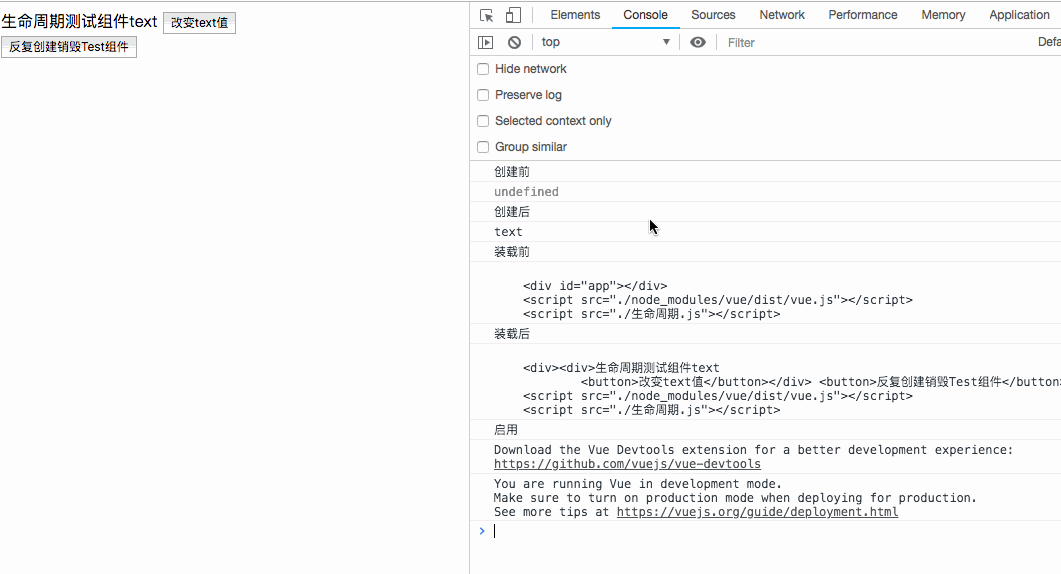 生命周期测试组件text 改变text值
反复创建销毁Test组件
Elements Console Sources Network Performance Memory Application
top Filter Defa
Hide network
Preserve log
Selected context only
Group similar
创建前
undefined
创建后
text
装载前
<div id="app"></div>
<script src="./node_modules/vue/dist/vue.js"></script>
<script src="./生命周期.js"></script>
装载后
<div><div>生命周期测试组件text
<button>改变text值</button></div> <button>反复创建销毁Test组件</button>
<script src="./node_modules/vue/dist/vue.js"></script>
<script src="./生命周期.js"></script>
启用
Download the Vue Devtools extension for a better development experience:
https://github.com/vuejs/vue-devtools
You are running Vue in development mode.
Make sure to turn on production mode when deploying for production.
See more tips at https://vuejs.org/guide/deployment.html